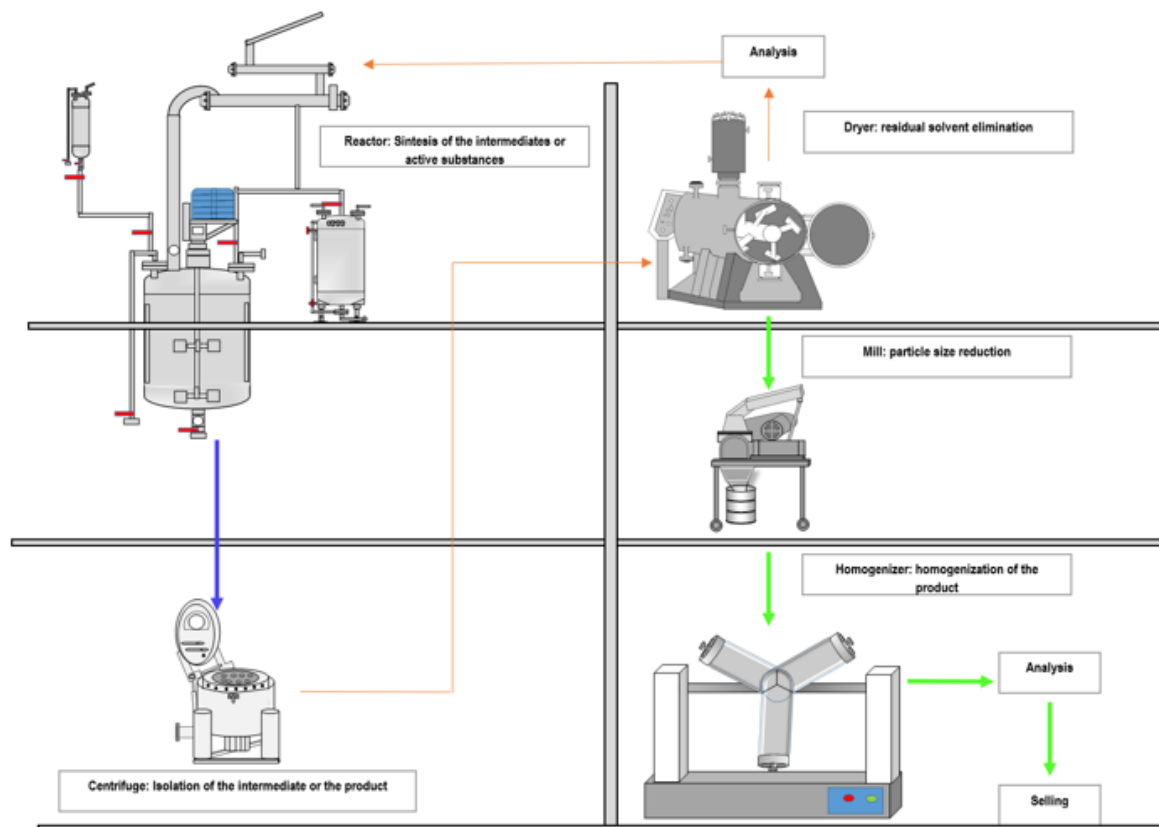 Analysis
Dryer: residual solvent elimination
Reactor: Síntesis of the intermediates or
active substances
Mill: particle size reduction
Homogenizer: homogenization of the
product
Analysis
Centrifuge: Isolation of the intermediate or the product
Selling